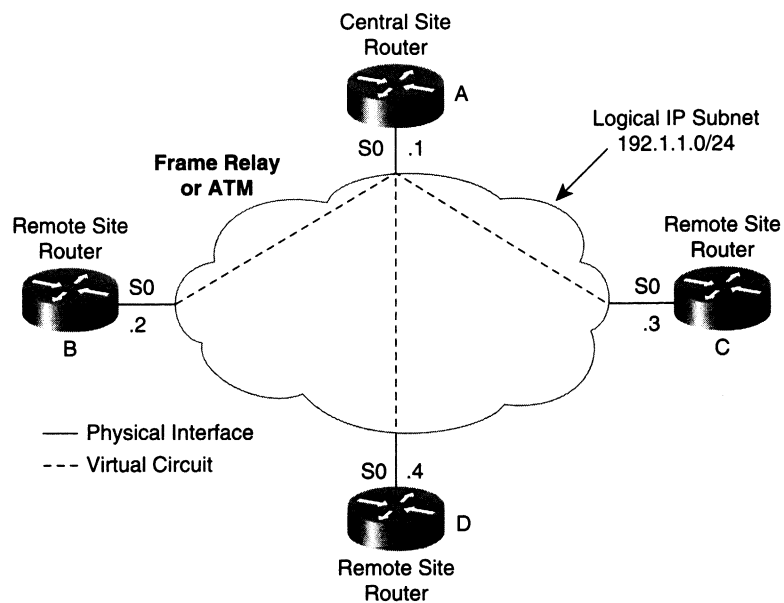 Central Site
Router
A
S0 .1
Logical IP Subnet
192.1.1.0/24
Frame Relay
or ATM
Remote Site
Router
S0
.2
B
Remote Site
Router
S0
.3
C
Physical Interface
Virtual Circuit
S0 .4
D
Remote Site
Router